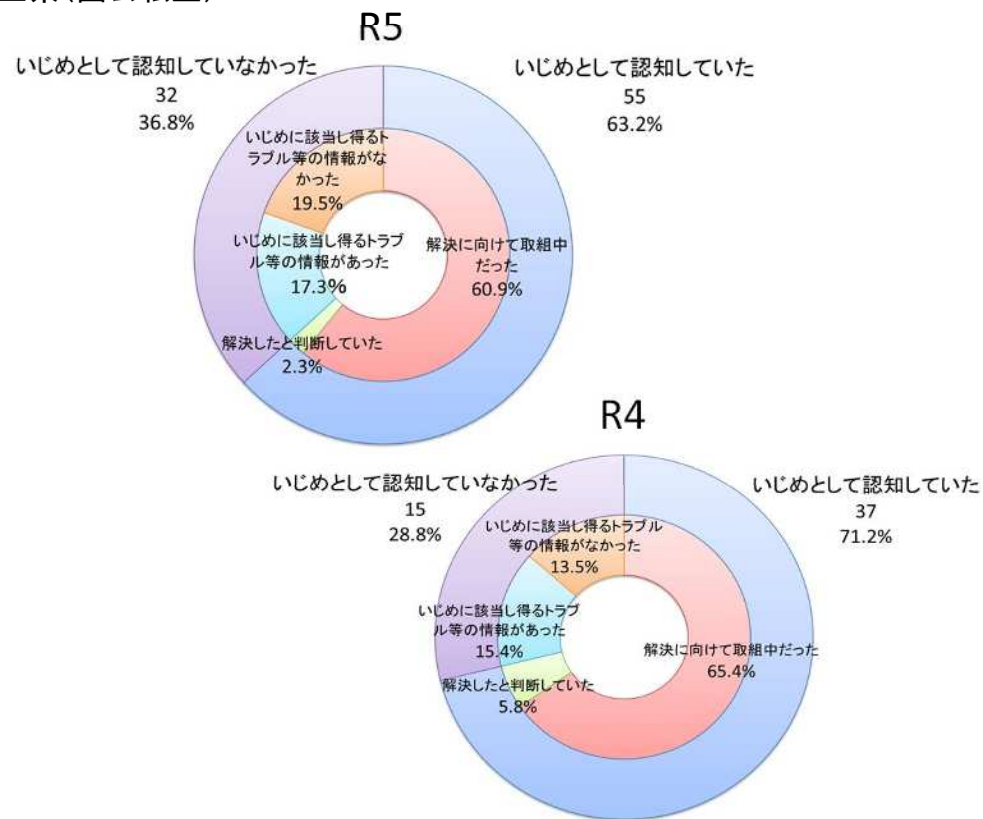 R5
いじめとして認知していなかった
32
36.8%
いじめとして認知していた
55
63.2%
いじめに該当し得るト
ラブル等の情報がな
かった
19.5%
いじめに該当し得るトラブ
ル等の情報があった
17.3%
解決に向けて取組中
だった
60.9%
解決したと判断していた
2.3%
R4
いじめとして認知していなかった
15
28.8%
いじめとして認知していた
37
71.2%
いじめに該当し得るトラブル
等の情報がなかった
13.5%
いじめに該当し得るトラブ
ル等の情報があった
15.4%
解決に向けて取組中だった
65.4%
解決したと判断していた
5.8%